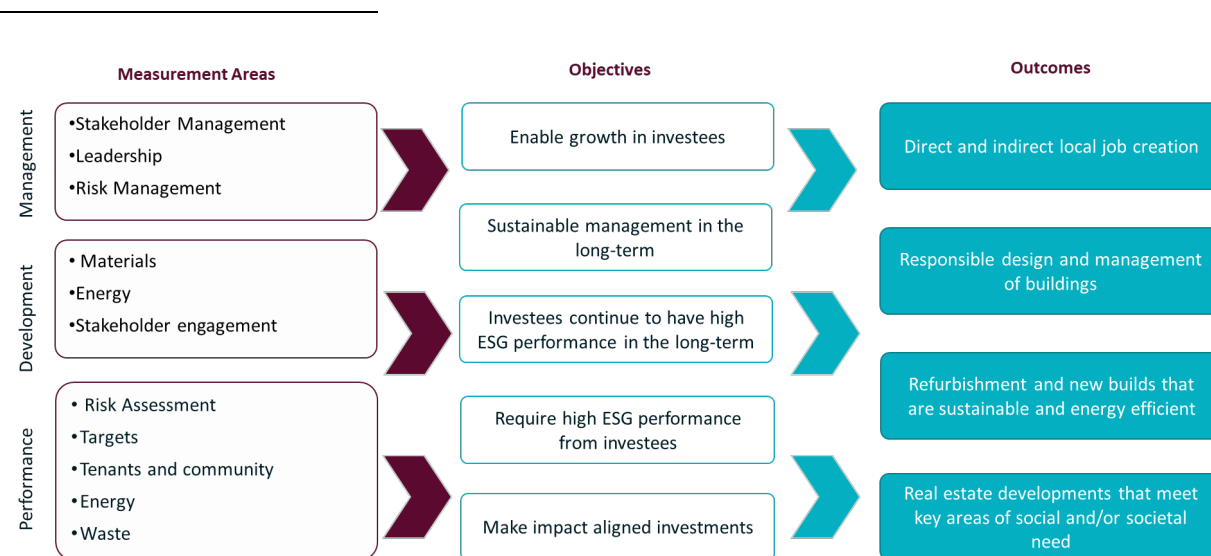 Measurement Areas
Objectives
Outcomes
Management
•Stakeholder Management
•Leadership
•Risk Management
Development
• Materials
•Energy
•Stakeholder engagement
Performance
• Risk Assessment
•Targets
•Tenants and community
•Energy
•Waste
Enable growth in investees
Sustainable management in the
long-term
Investees continue to have high
ESG performance in the long-term
Require high ESG performance
from investees
Make impact aligned investments
Direct and indirect local job creation
Responsible design and management
of buildings
Refurbishment and new builds that
are sustainable and energy efficient
Real estate developments that meet
key areas of social and/or societal
need